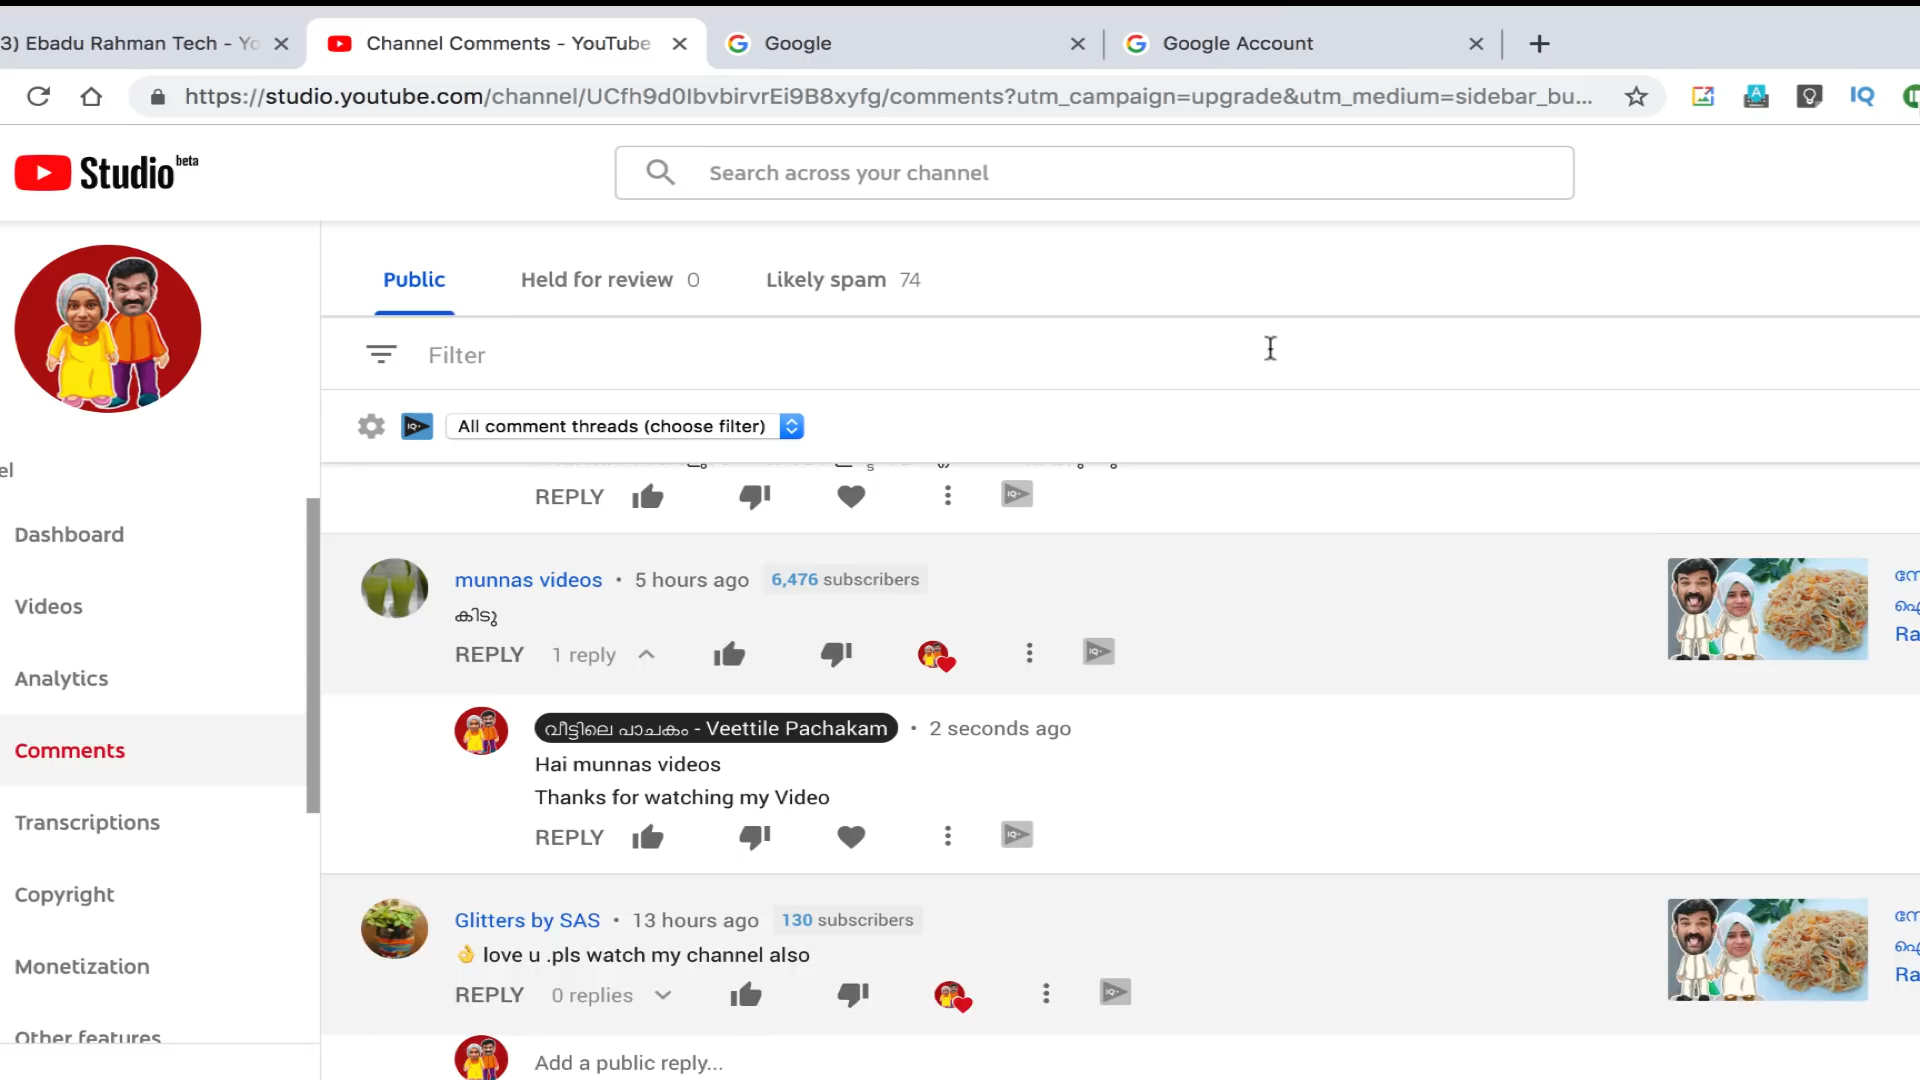 3) Ebadu Rahman Tech - Yo
Channel Comments - YouTube
Google
Google Account
https://studio.youtube.com/channel/UCfh9d0IbvbirvrEi9B8xyfg/comments?utm_campaign=upgrade&utm_medium=sidebar_bu...
IQ
Studio beta
Search across your channel
Public
Held for review 0
Likely spam 74
Filter
All comment threads (choose filter)
el
Dashboard
Videos
Analytics
Comments
Transcriptions
Copyright
Monetization
Other features
REPLY
munnas videos • 5 hours ago 6,476 subscribers
കിടു
REPLY 1 reply
വീട്ടിലെ പാചകം - Veettile Pachakam • 2 seconds ago
Hai munnas videos
Thanks for watching my Video
REPLY
Glitters by SAS • 13 hours ago 130 subscribers
👌 love u .pls watch my channel also
REPLY 0 replies
Add a public reply...
Ra
Ra